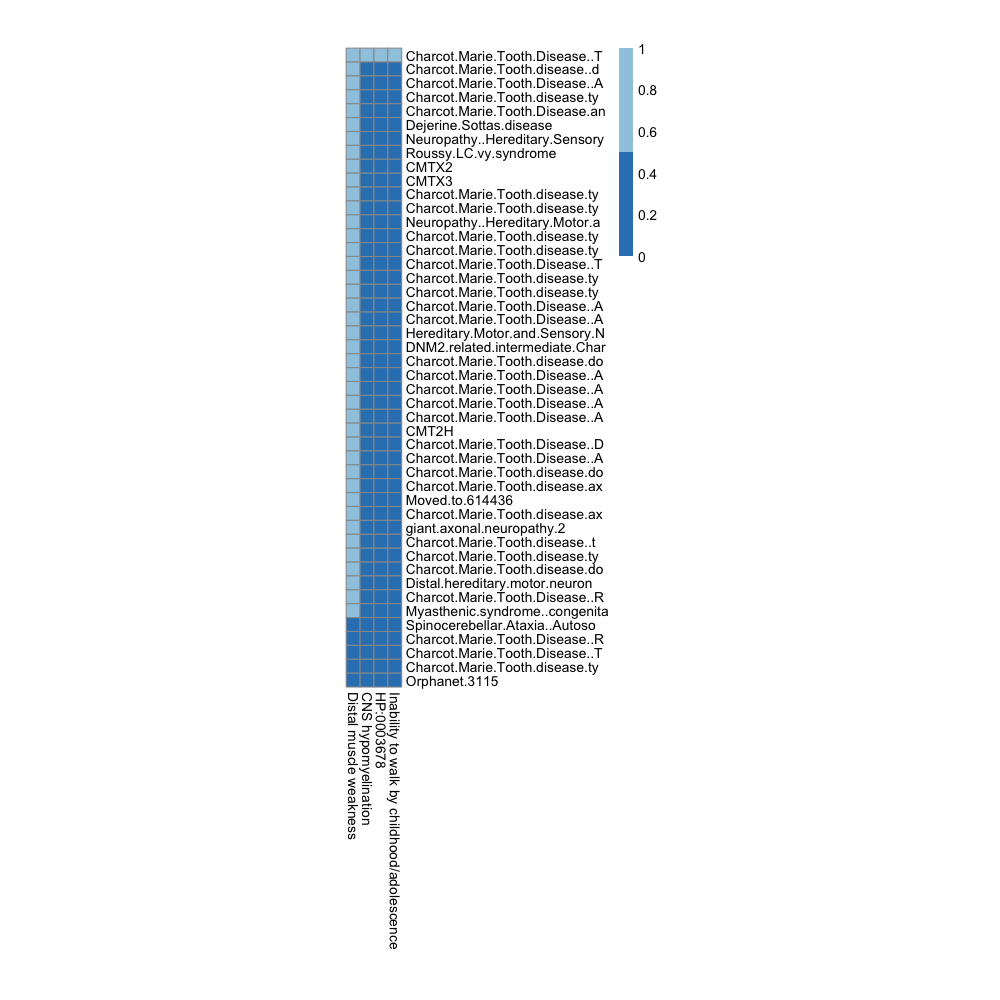 Charcot.Marie.Tooth.Disease..T
Charcot.Marie.Tooth.disease..d
Charcot.Marie.Tooth.Disease..A
Charcot.Marie.Tooth.disease.ty
Charcot.Marie.Tooth.Disease.an
Dejerine.Sottas.disease
Neuropathy..Hereditary.Sensory
Roussy.LC.vy.syndrome
CMTX2
CMTX3
Charcot.Marie.Tooth.disease.ty
Charcot.Marie.Tooth.disease.ty
Neuropathy..Hereditary.Motor.a
Charcot.Marie.Tooth.disease.ty
Charcot.Marie.Tooth.disease.ty
Charcot.Marie.Tooth.Disease..T
Charcot.Marie.Tooth.disease.ty
Charcot.Marie.Tooth.disease.ty
Charcot.Marie.Tooth.Disease..A
Charcot.Marie.Tooth.Disease..A
Hereditary.Motor.and.Sensory.N
DNM2.related.intermediate.Char
Charcot.Marie.Tooth.disease.do
Charcot.Marie.Tooth.Disease..A
Charcot.Marie.Tooth.Disease..A
Charcot.Marie.Tooth.Disease..A
Charcot.Marie.Tooth.Disease..A
CMT2H
Charcot.Marie.Tooth.Disease..D
Charcot.Marie.Tooth.Disease..A
Charcot.Marie.Tooth.disease.do
Charcot.Marie.Tooth.disease.ax
Moved.to.614436
Charcot.Marie.Tooth.disease.ax
giant.axonal.neuropathy.2
Charcot.Marie.Tooth.disease..t
Charcot.Marie.Tooth.disease.ty
Charcot.Marie.Tooth.disease.do
Distal.hereditary.motor.neuron
Charcot.Marie.Tooth.Disease..R
Myasthenic.syndrome..congenita
Spinocerebellar.Ataxia..Autoso
Charcot.Marie.Tooth.Disease..R
Charcot.Marie.Tooth.Disease..T
Charcot.Marie.Tooth.disease.ty
Orphanet.3115
1
0.8
0.6
0.4
0.2
0
Distal muscle weakness
CNS hypomyelination
HP:0003678
Inability to walk by childhood/adolescence